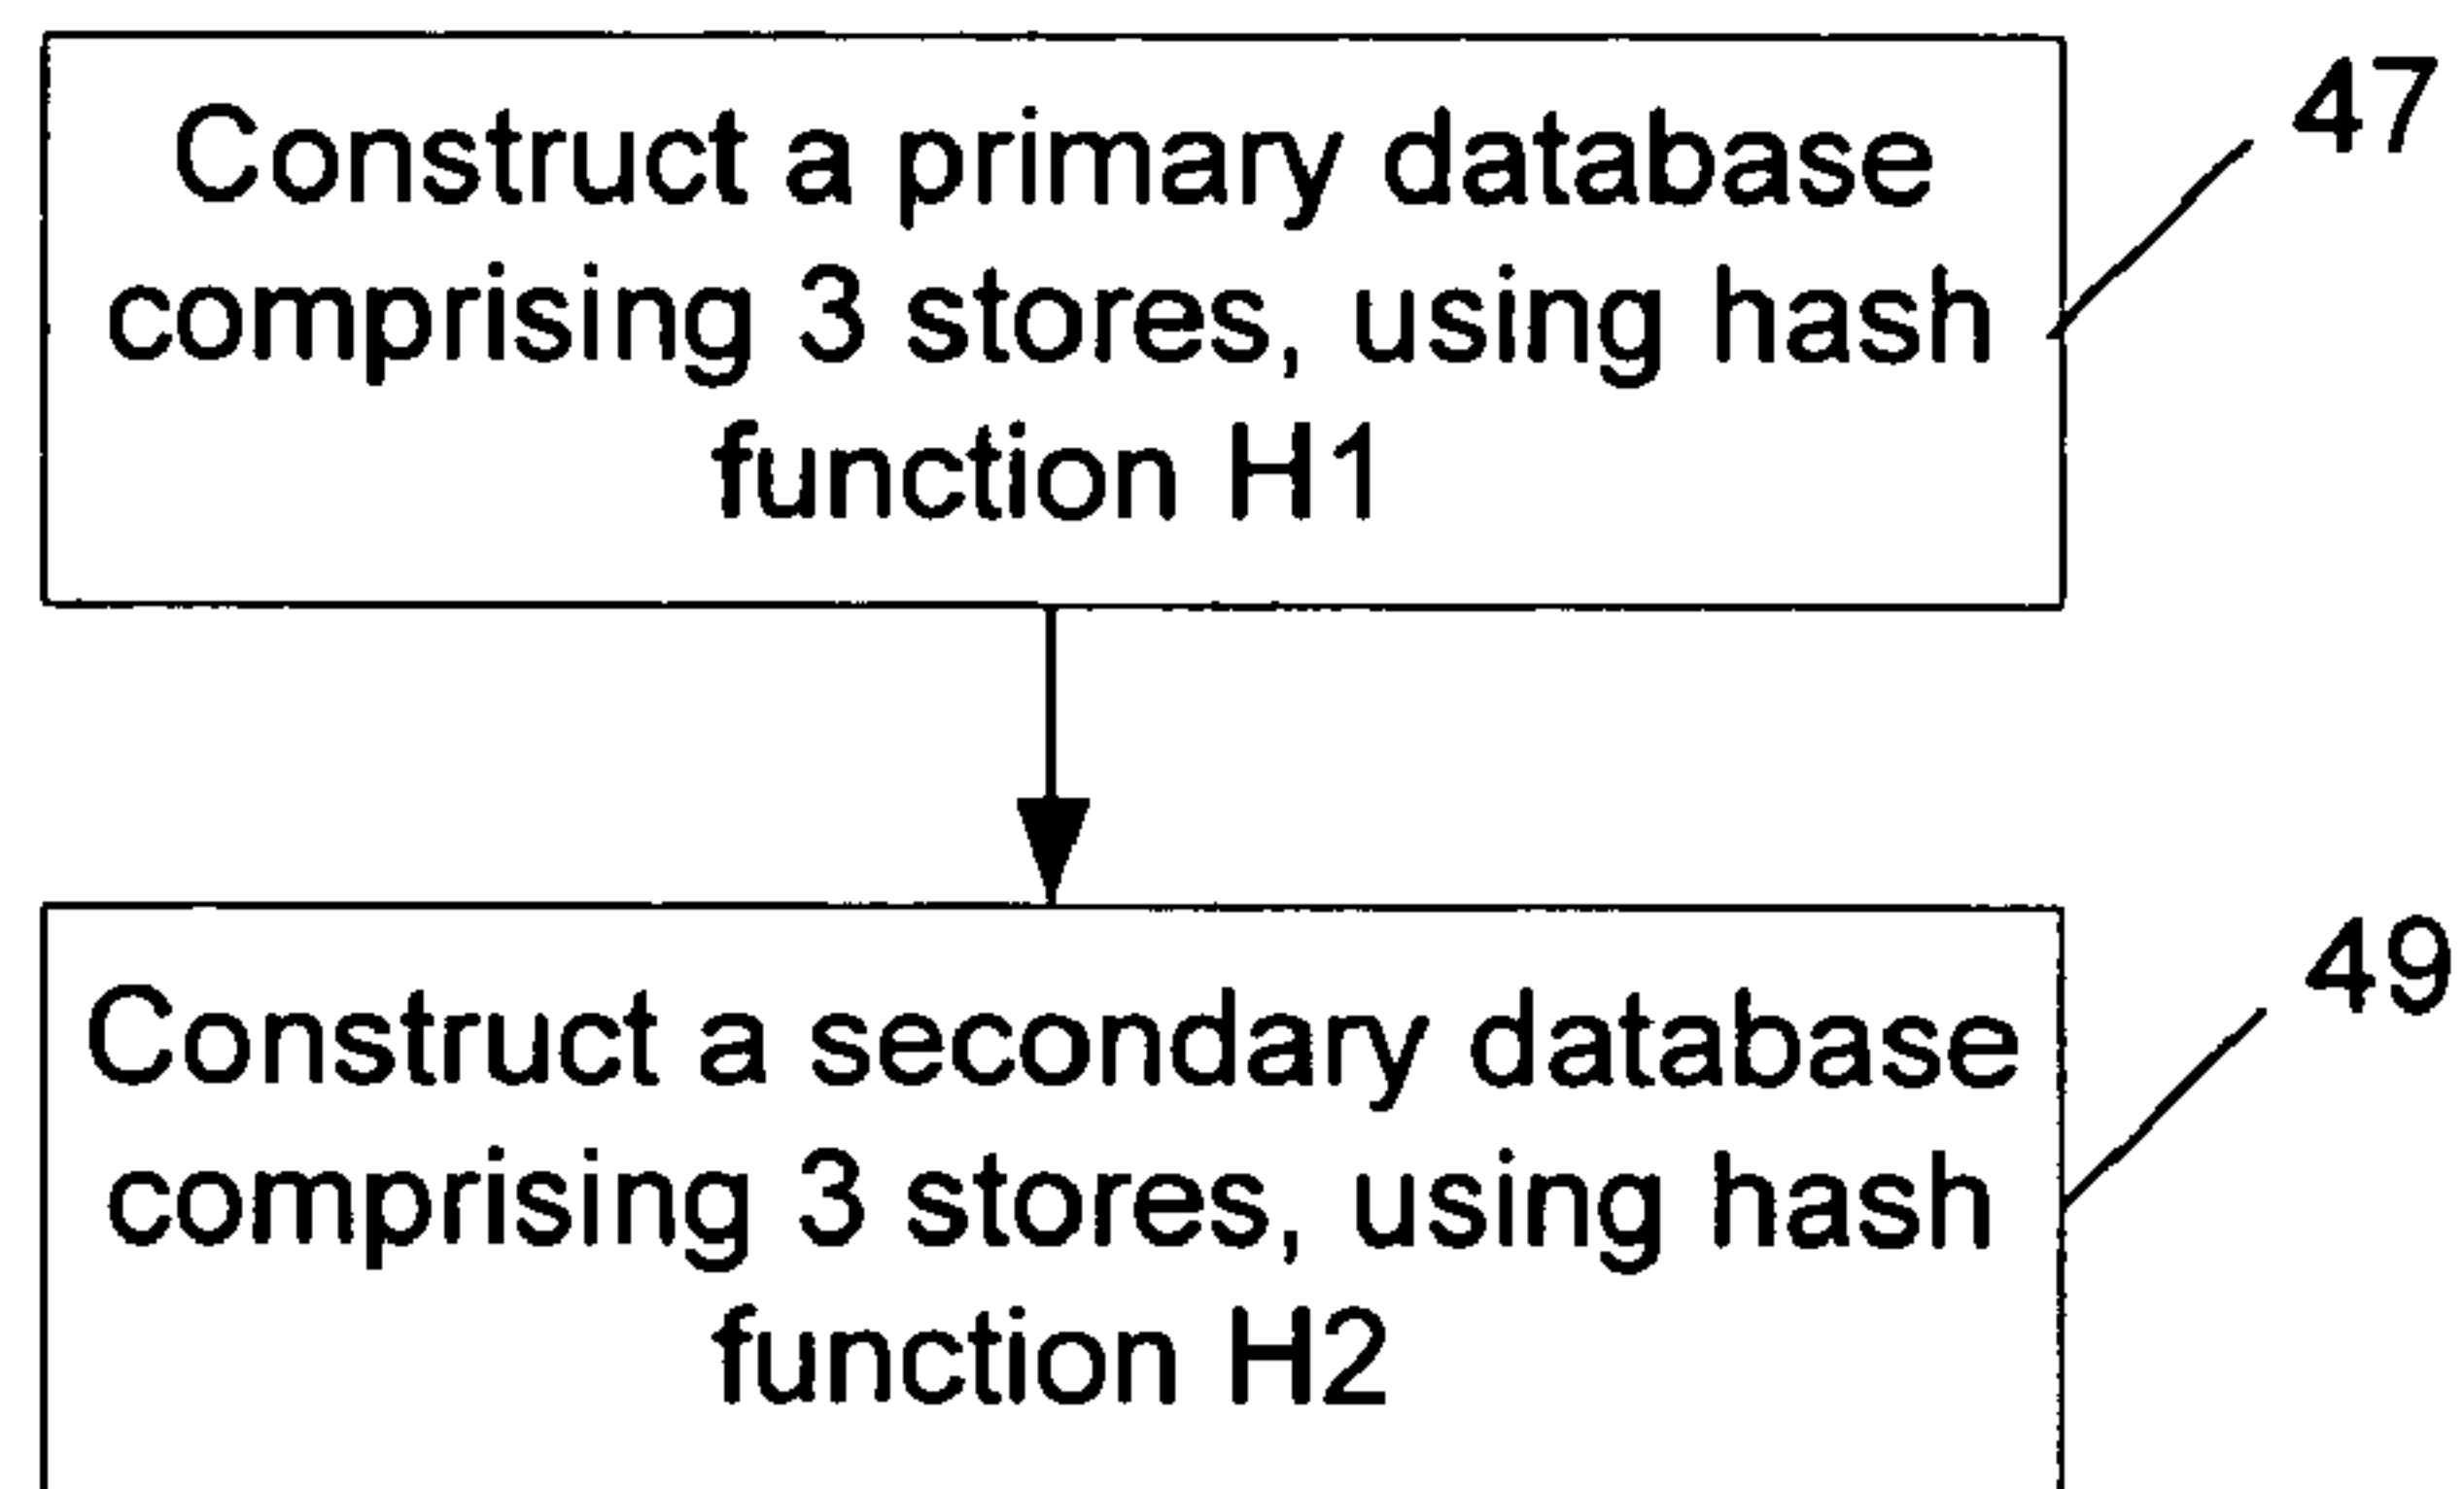 Construct a primary database
comprising 3 stores, using hash
function H1
47
Construct a secondary database
comprising 3 stores, using hash
function H2
49